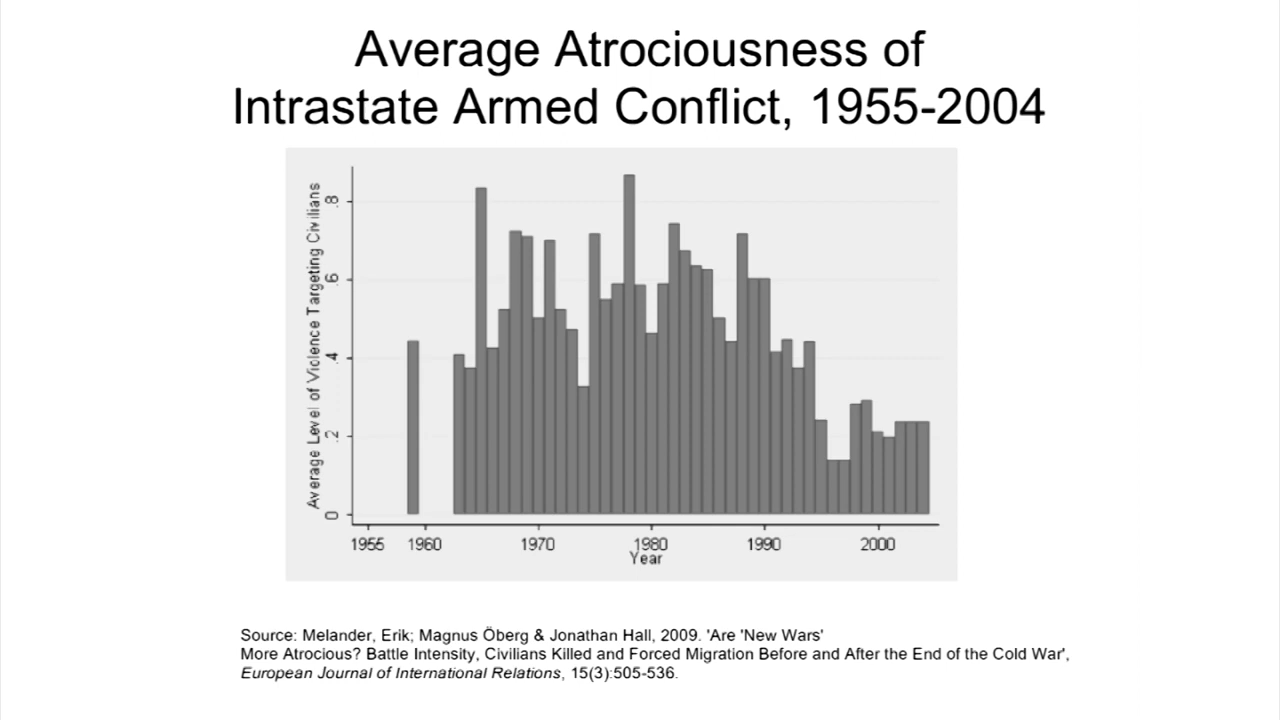 Average Atrociousness of
Intrastate Armed Conflict, 1955-2004
Average Level of Violence Targeting Civilians
.8
.6
.4
.2
0
1955 1960 1970 1980 1990 2000
Year
Source: Melander, Erik; Magnus Öberg & Jonathan Hall, 2009. 'Are 'New Wars'
More Atrocious? Battle Intensity, Civilians Killed and Forced Migration Before and After the End of the Cold War',
European Journal of International Relations, 15(3):505-536.